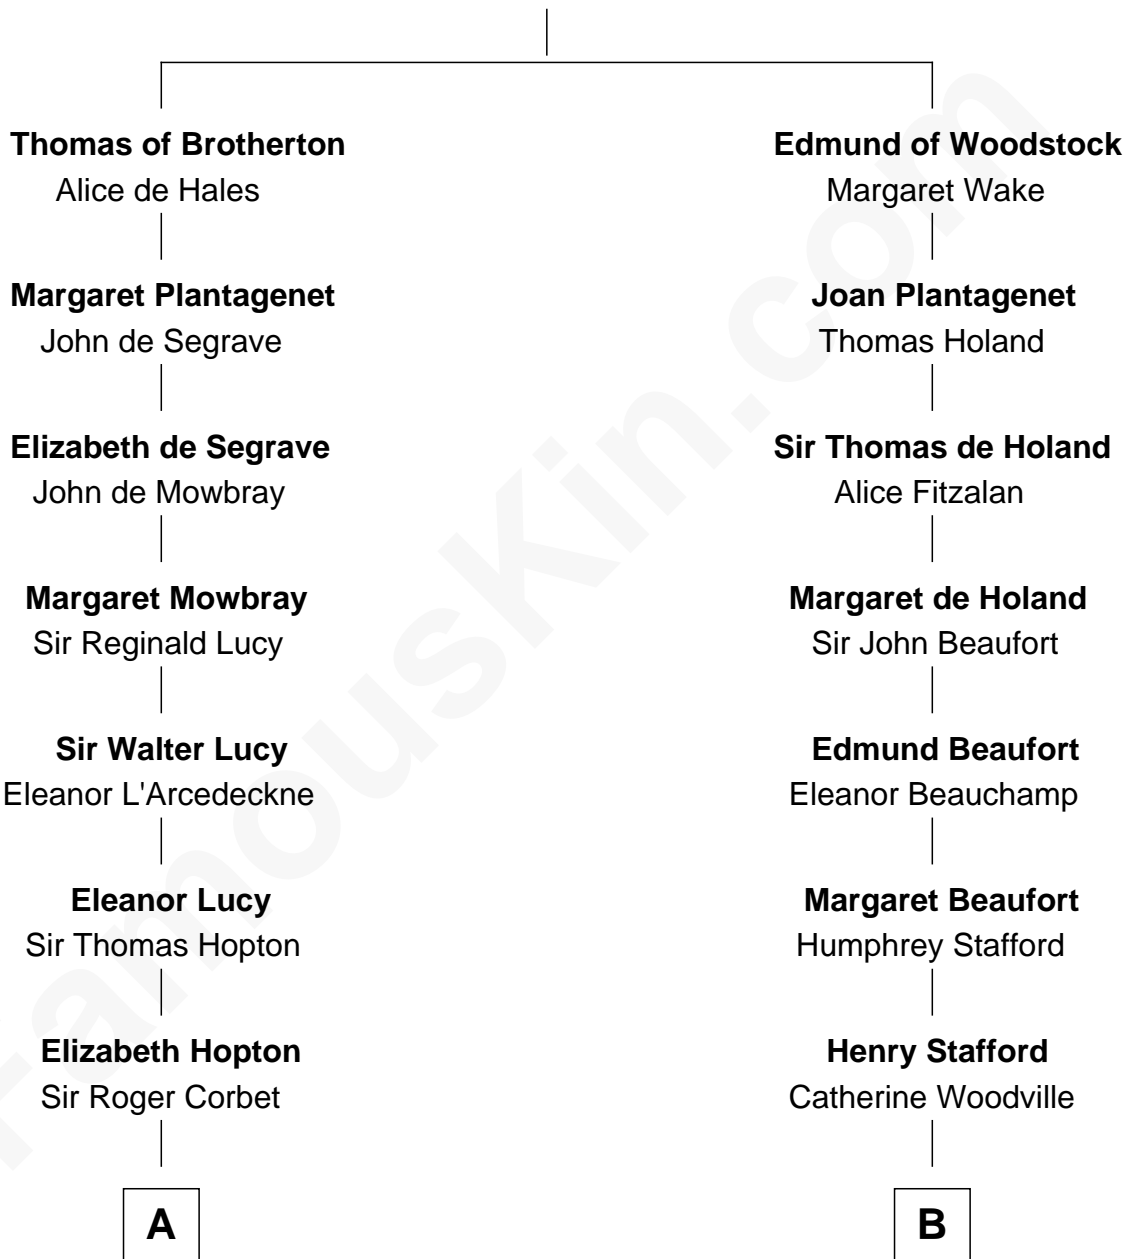 Thomas of Brotherton
Alice de Hales
Margaret Plantagenet
John de Segrave
Elizabeth de Segrave
John de Mowbray
Margaret Mowbray
Sir Reginald Lucy
Sir Walter Lucy
Eleanor L'Arcedeckne
Eleanor Lucy
Sir Thomas Hopton
Elizabeth Hopton
Sir Roger Corbet
A
Edmund of Woodstock
Margaret Wake
Joan Plantagenet
Thomas Holand
Sir Thomas de Holand
Alice Fitzalan
Margaret de Holand
Sir John Beaufort
Edmund Beaufort
Eleanor Beauchamp
Margaret Beaufort
Humphrey Stafford
Henry Stafford
Catherine Woodville
B
FamousKin.com